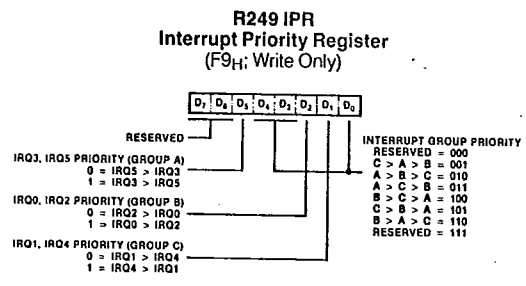 R249 IPR
Interrupt Priority Register
(F9H; Write Only)
D7 D6 D5 D4 D3 D2 D1 D0
RESERVED
IRQ3, IRQ5 PRIORITY (GROUP A)
0 = IRQ5 > IRQ3
1 = IRQ3 > IRQ5
IRQ0, IRQ2 PRIORITY (GROUP B)
0 = IRQ2 > IRQ0
1 = IRQ0 > IRQ2
IRQ1, IRQ4 PRIORITY (GROUP C)
0 = IRQ1 > IRQ4
1 = IRQ4 > IRQ1
INTERRUPT GROUP PRIORITY
RESERVED = 000
C > A > B = 001
A > B > C = 010
A > C > B = 011
B > C > A = 100
C > B > A = 101
B > A > C = 110
RESERVED = 111